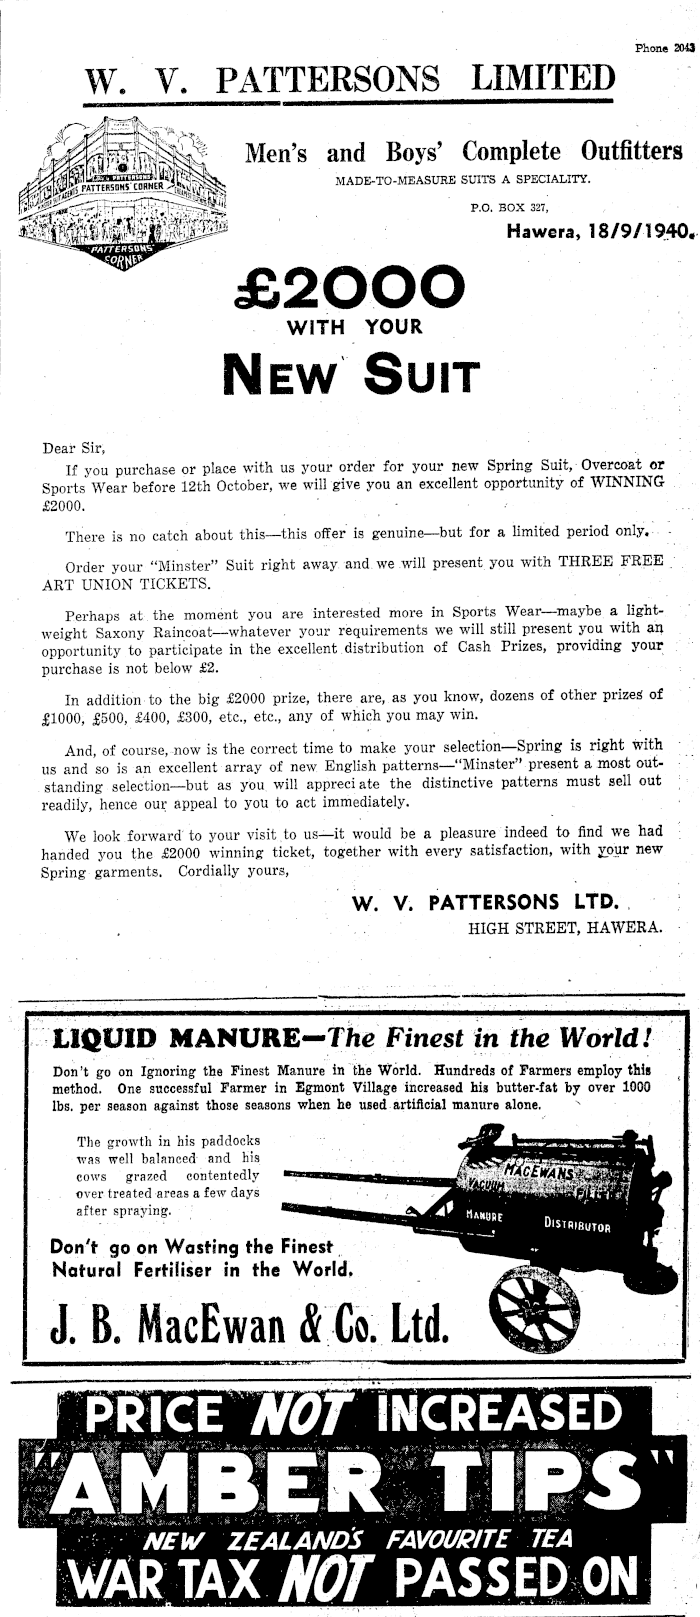 Phone 2043
W. V. PATTERSONS LIMITED
PATTERSONS' CORNER
PATTERSONS'
CORNER
Men's and Boys' Complete Outfitters
MADE-TO-MEASURE SUITS A SPECIALITY.
P.O. BOX 327,
Hawera, 18/9/1940.
£2000
WITH YOUR
NEW SUIT
Dear Sir,
If you purchase or place with us your order for your new Spring Suit, Overcoat or
Sports Wear before 12th October, we will give you an excellent opportunity of WINNING
£2000.
There is no catch about this—this offer is genuine—but for a limited period only.
Order your "Minster" Suit right away and we will present you with THREE FREE
ART UNION TICKETS.
Perhaps at the moment you are interested more in Sports Wear—maybe a light-
weight Saxony Raincoat—whatever your requirements we will still present you with an
opportunity to participate in the excellent distribution of Cash Prizes, providing your
purchase is not below £2.
In addition to the big £2000 prize, there are, as you know, dozens of other prizes of
£1000, £500, £400, £300, etc., etc., any of which you may win.
And, of course, now is the correct time to make your selection—Spring is right with
us and so is an excellent array of new English patterns—"Minster" present a most out-
standing selection—but as you will appreciate the distinctive patterns must sell out
readily, hence our appeal to you to act immediately.
We look forward to your visit to us—it would be a pleasure indeed to find we had
handed you the £2000 winning ticket, together with every satisfaction, with your new
Spring garments. Cordially yours,
W. V. PATTERSONS LTD.
HIGH STREET, HAWERA.
LIQUID MANURE—The Finest in the World!
Don't go on Ignoring the Finest Manure in the World. Hundreds of Farmers employ this
method. One successful Farmer in Egmont Village increased his butter-fat by over 1000
lbs. per season against those seasons when he used artificial manure alone.
The growth in his paddocks
was well balanced and his
cows grazed contentedly
over treated areas a few days
after spraying.
MACEWANS
VACUUM FILLED
MANURE DISTRIBUTOR
Don't go on Wasting the Finest
Natural Fertiliser in the World.
J. B. MacEwan & Co. Ltd.
PRICE NOT INCREASED
"AMBER TIPS"
NEW ZEALAND'S FAVOURITE TEA
WAR TAX NOT PASSED ON